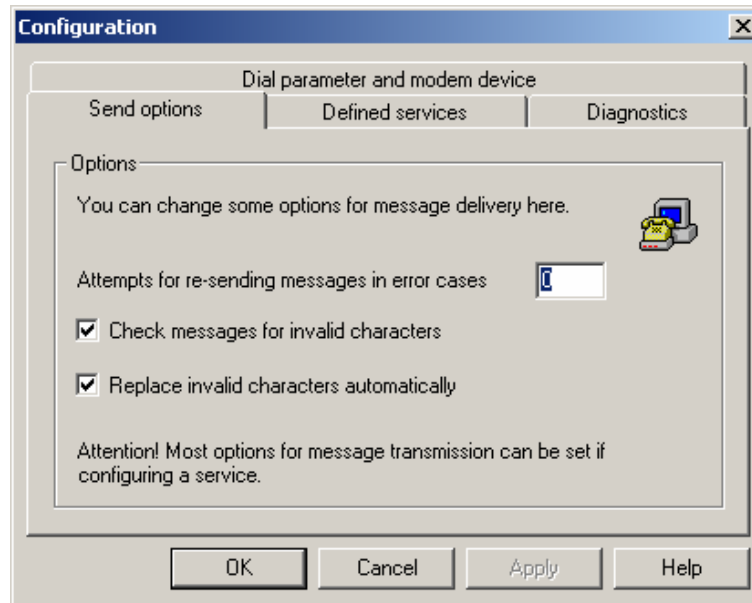 Configuration
Dial parameter and modem device
Send options
Defined services
Diagnostics
Options
You can change some options for message delivery here.
Attempts for re-sending messages in error cases
0
Check messages for invalid characters
Replace invalid characters automatically
Attention! Most options for message transmission can be set if
configuring a service.
OK
Cancel
Apply
Help